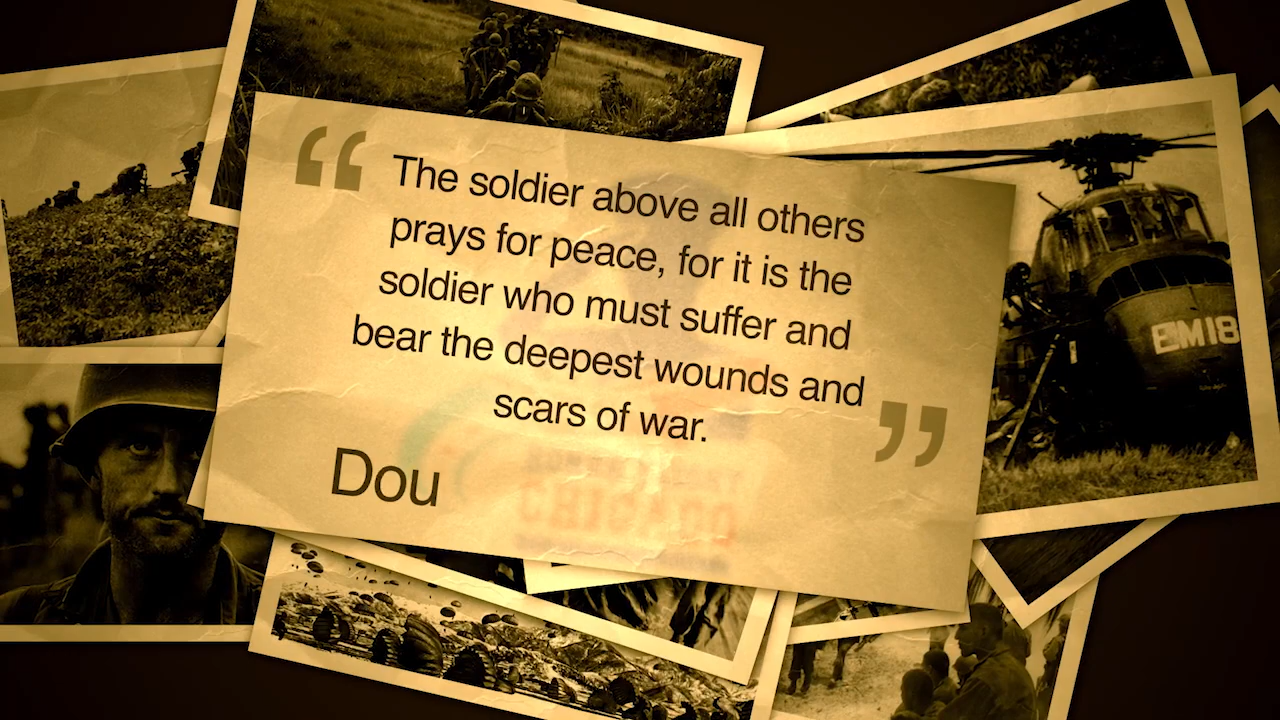 “ The soldier above all others
prays for peace, for it is the
soldier who must suffer and
bear the deepest wounds and
scars of war. ”
Dou
CHICAGO
EM18